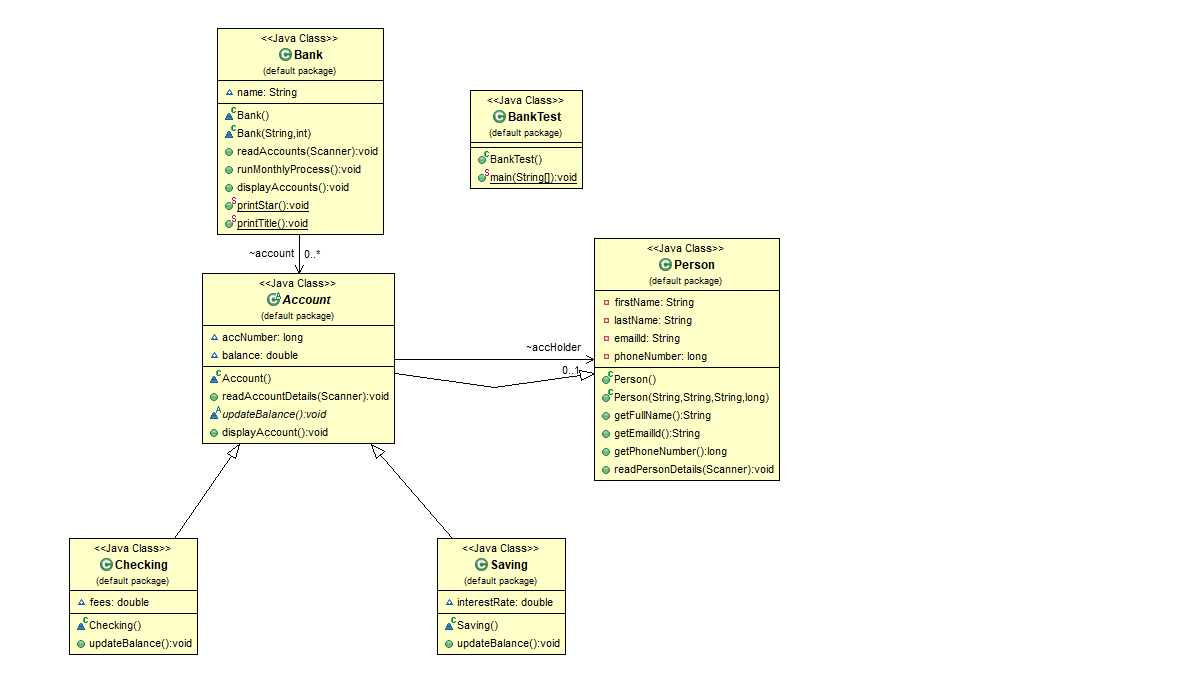 <<Java Class>>
Bank
(default package)
name: String
Bank()
Bank(String,int)
readAccounts(Scanner):void
runMonthlyProcess():void
displayAccounts():void
printStar():void
printTitle():void
<<Java Class>>
BankTest
(default package)
BankTest()
main(String[]):void
~account 0..*
<<Java Class>>
Account
(default package)
accNumber: long
balance: double
Account()
readAccountDetails(Scanner):void
updateBalance():void
displayAccount():void
~accHolder
0..1
<<Java Class>>
Person
(default package)
firstName: String
lastName: String
emailId: String
phoneNumber: long
Person()
Person(String,String,String,long)
getFullName():String
getEmailId():String
getPhoneNumber():long
readPersonDetails(Scanner):void
<<Java Class>>
Checking
(default package)
fees: double
Checking()
updateBalance():void
<<Java Class>>
Saving
(default package)
interestRate: double
Saving()
updateBalance():void